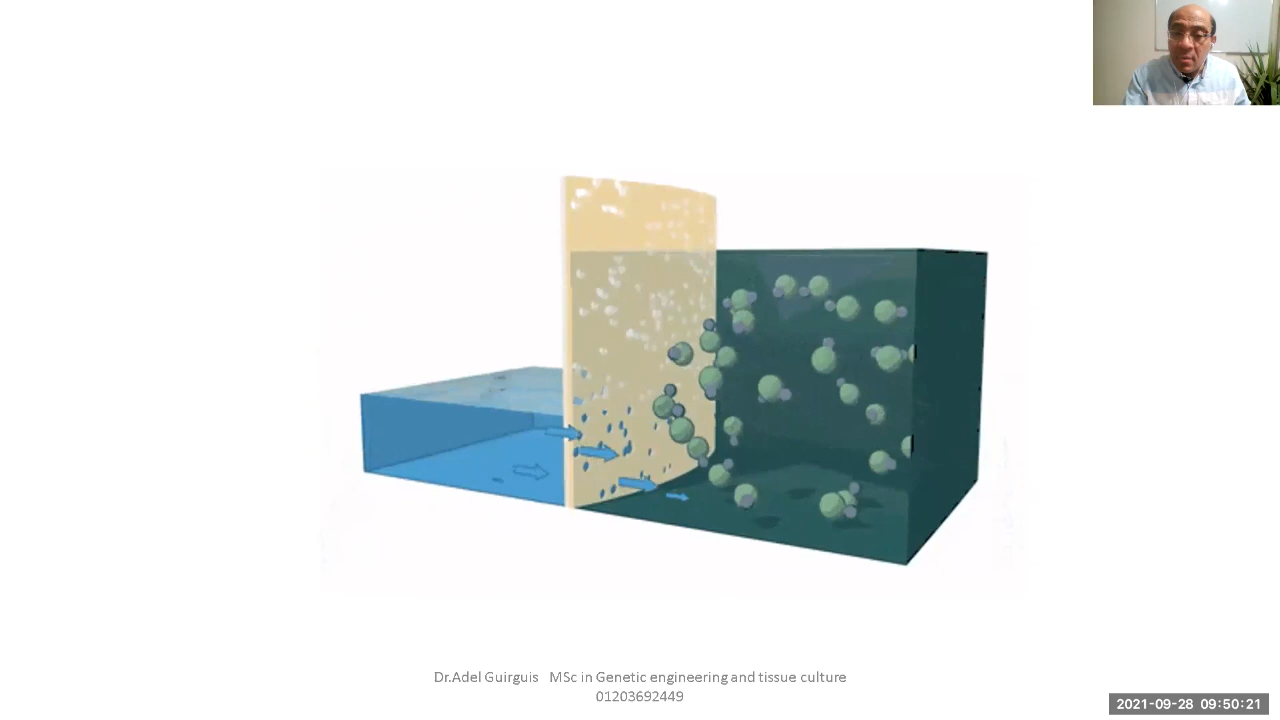 Dr.Adel Guirguis   MSc in Genetic engineering and tissue culture
01203692449
2021-09-28 09:50:21